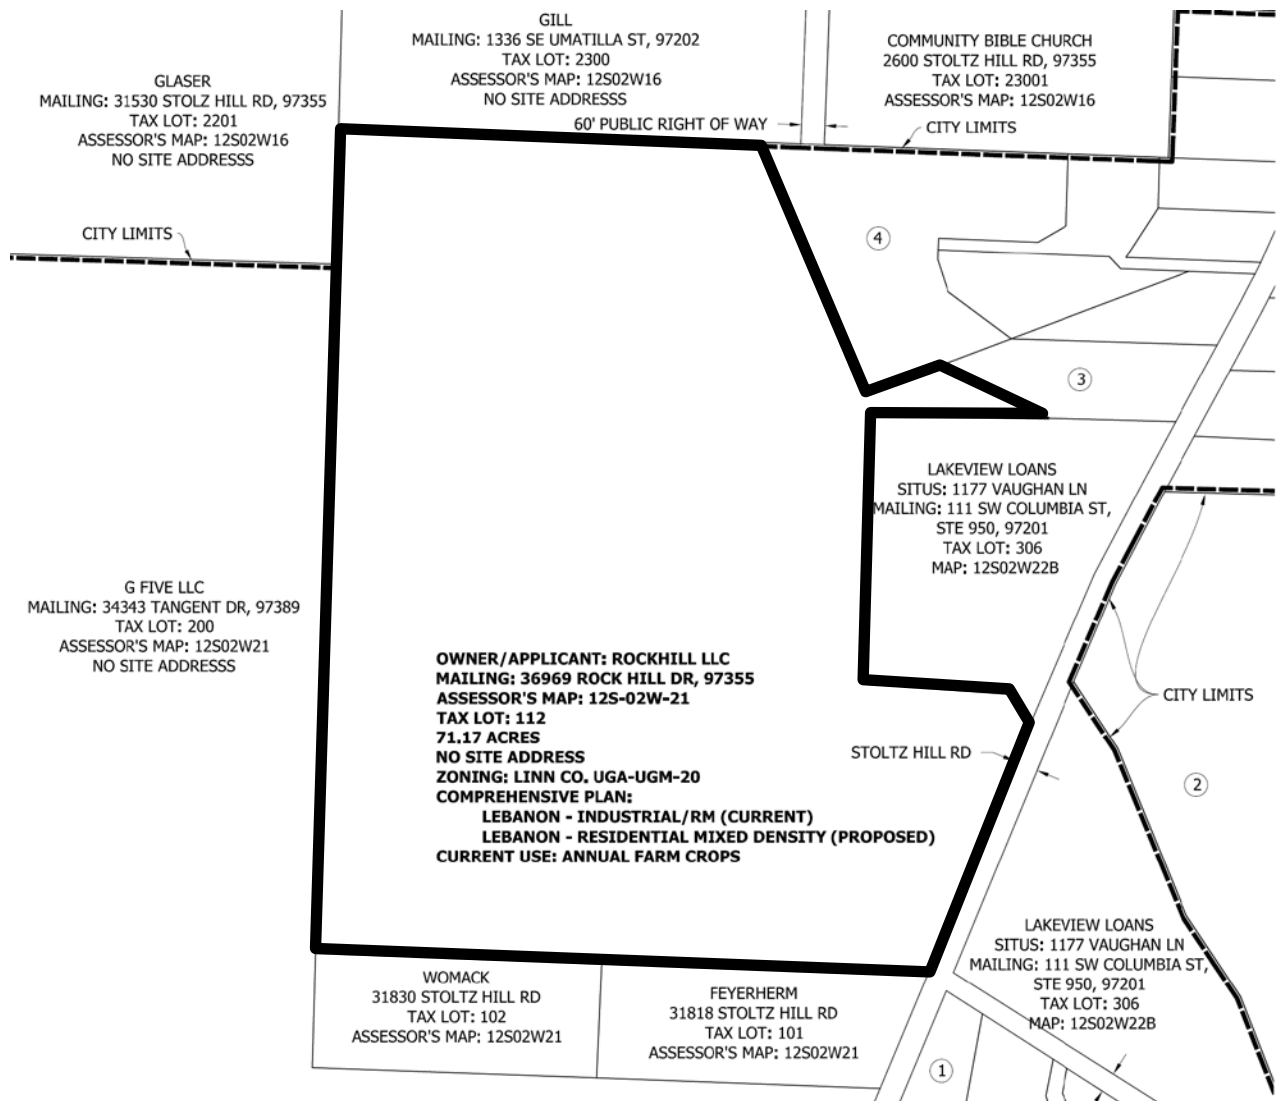 GILL
MAILING: 1336 SE UMATILLA ST, 97202
TAX LOT: 2300
ASSESSOR'S MAP: 12S02W16
NO SITE ADDRESSS
COMMUNITY BIBLE CHURCH
2600 STOLTZ HILL RD, 97355
TAX LOT: 23001
ASSESSOR'S MAP: 12S02W16
GLASER
MAILING: 31530 STOLZ HILL RD, 97355
TAX LOT: 2201
ASSESSOR'S MAP: 12S02W16
NO SITE ADDRESSS
60' PUBLIC RIGHT OF WAY
CITY LIMITS
CITY LIMITS
4
3
LAKEVIEW LOANS
SITUS: 1177 VAUGHAN LN
MAILING: 111 SW COLUMBIA ST,
STE 950, 97201
TAX LOT: 306
MAP: 12S02W22B
G FIVE LLC
MAILING: 34343 TANGENT DR, 97389
TAX LOT: 200
ASSESSOR'S MAP: 12S02W21
NO SITE ADDRESSS
OWNER/APPLICANT: ROCKHILL LLC
MAILING: 36969 ROCK HILL DR, 97355
ASSESSOR'S MAP: 12S-02W-21
TAX LOT: 112
71.17 ACRES
NO SITE ADDRESS
ZONING: LINN CO. UGA-UGM-20
COMPREHENSIVE PLAN:
LEBANON - INDUSTRIAL/RM (CURRENT)
LEBANON - RESIDENTIAL MIXED DENSITY (PROPOSED)
CURRENT USE: ANNUAL FARM CROPS
CITY LIMITS
STOLTZ HILL RD
2
LAKEVIEW LOANS
SITUS: 1177 VAUGHAN LN
MAILING: 111 SW COLUMBIA ST,
STE 950, 97201
TAX LOT: 306
MAP: 12S02W22B
WOMACK
31830 STOLTZ HILL RD
TAX LOT: 102
ASSESSOR'S MAP: 12S02W21
FEYERHERM
31818 STOLTZ HILL RD
TAX LOT: 101
ASSESSOR'S MAP: 12S02W21
1